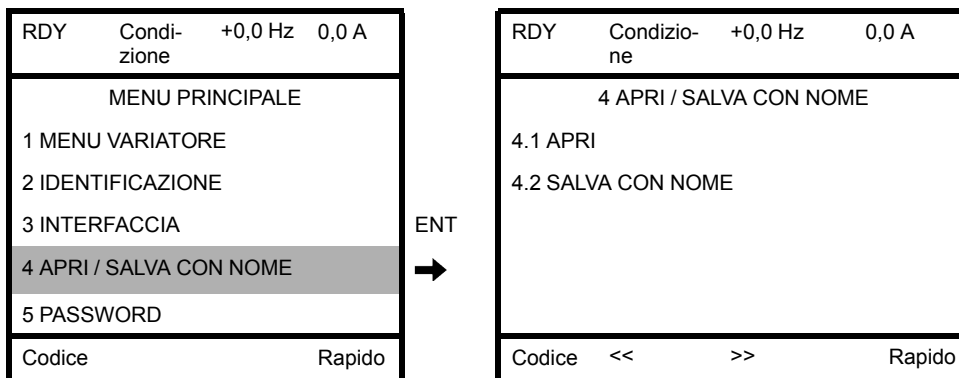 RDY Condi- +0,0 Hz 0,0 A
zione
MENU PRINCIPALE
1 MENU VARIATORE
2 IDENTIFICAZIONE
3 INTERFACCIA
4 APRI / SALVA CON NOME
5 PASSWORD
Codice Rapido
ENT
RDY Condizio- +0,0 Hz 0,0 A
ne
4 APRI / SALVA CON NOME
4.1 APRI
4.2 SALVA CON NOME
Codice << >> Rapido